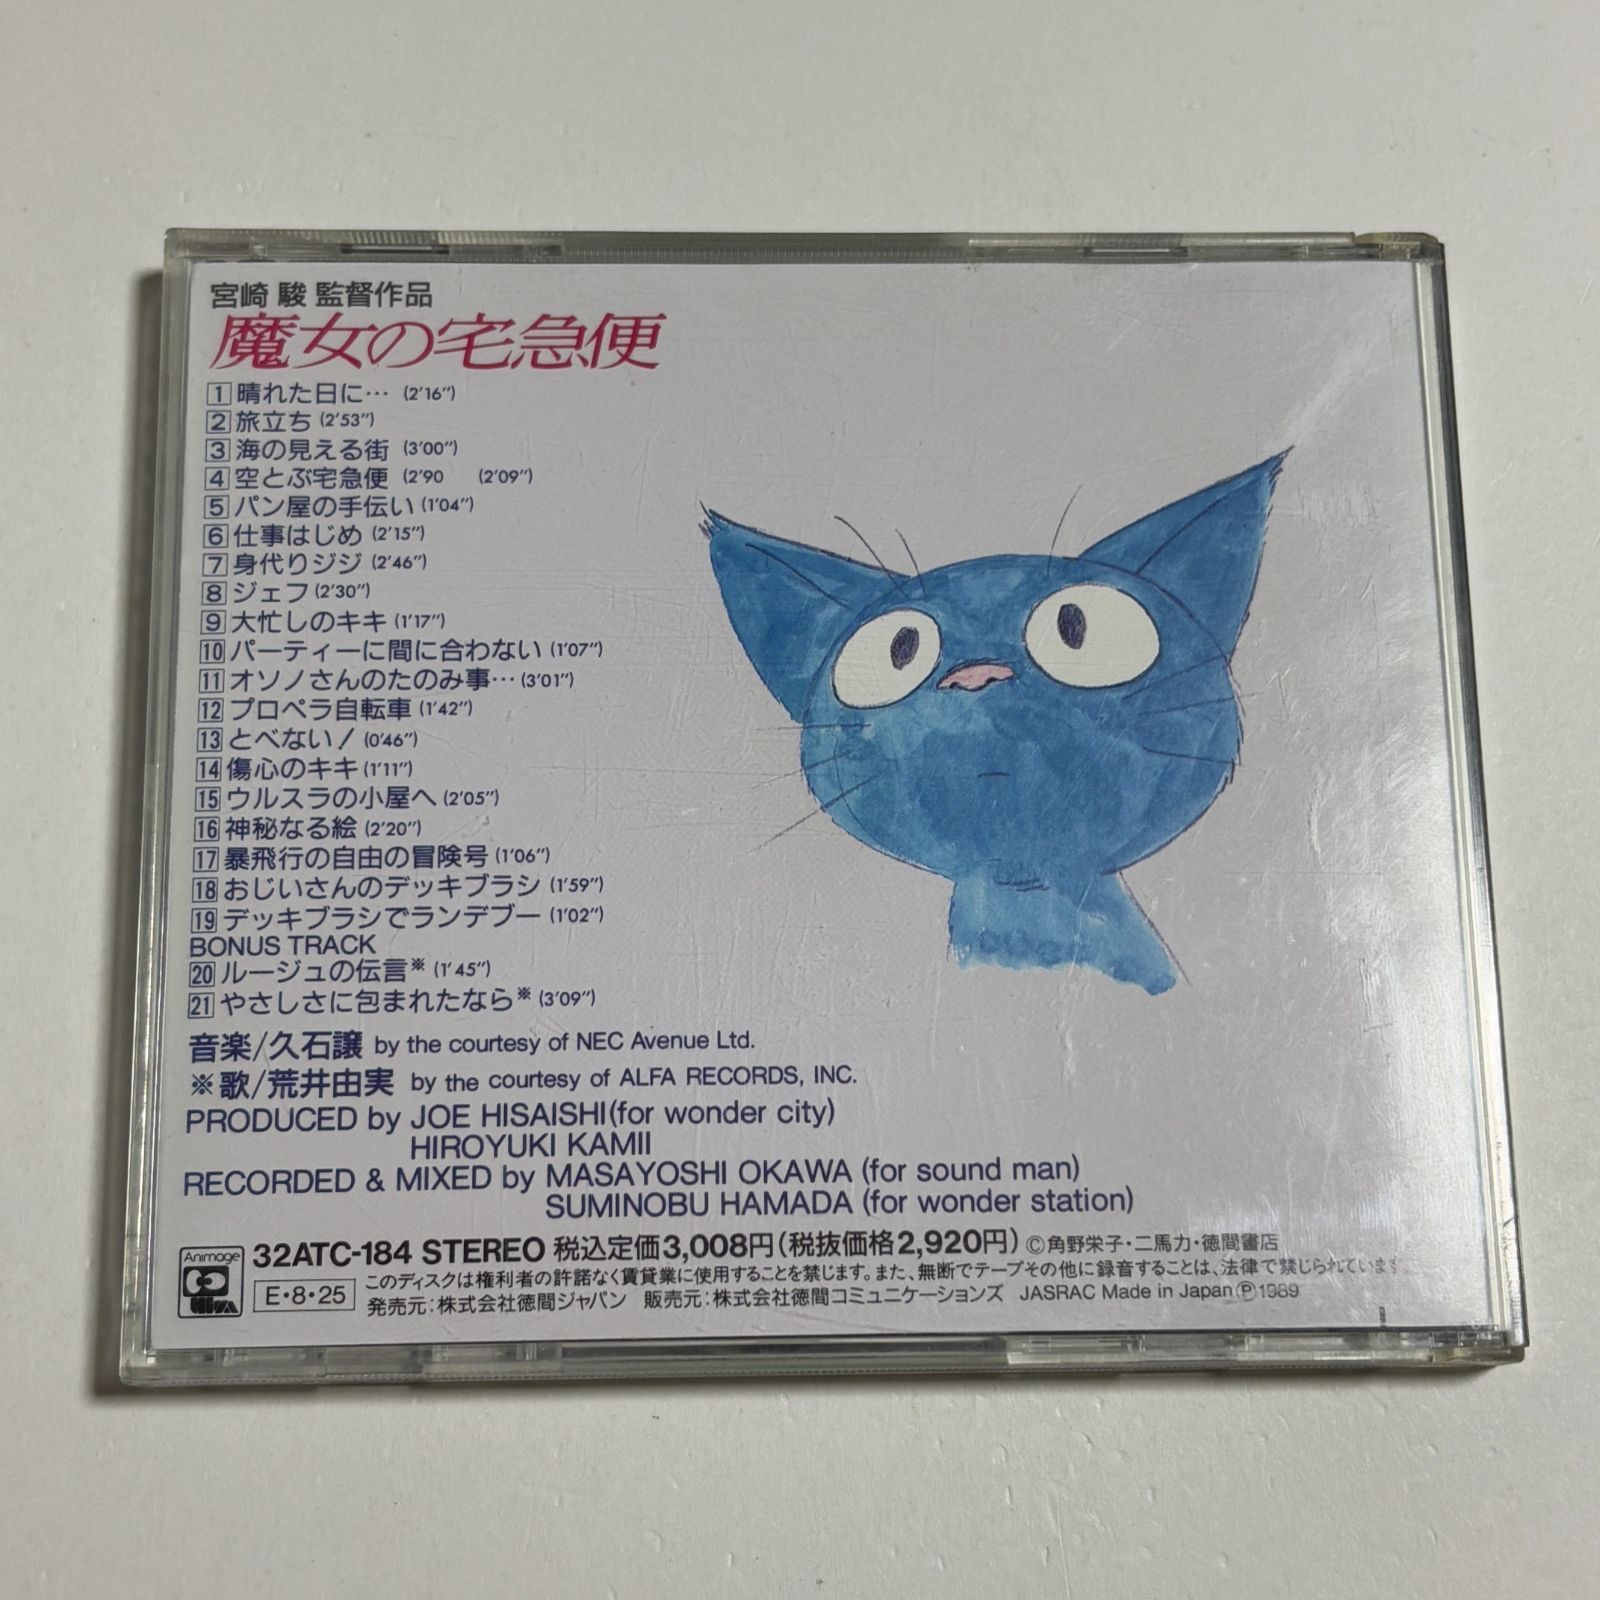 宮崎 駿 監督作品
魔女の宅急便
1 晴れた日に… (2'16")
2 旅立ち (2'53")
3 海の見える街 (3'00")
4 空とぶ宅急便 (2'90 (2'09")
5 パン屋の手伝い (1'04")
6 仕事はじめ (2'15")
7 身代りジジ (2'46")
8 ジェフ (2'30")
9 大忙しのキキ (1'17")
10 パーティーに間に合わない (1'07")
11 オソノさんのたのみ事… (3'01")
12 プロペラ自転車 (1'42")
13 とべない! (0'46")
14 傷心のキキ (1'11")
15 ウルスラの小屋へ (2'05")
16 神秘なる絵 (2'20")
17 暴飛行の自由の冒険号 (1'06")
18 おじいさんのデッキブラシ (1'59")
19 デッキブラシでランデブー (1'02")
BONUS TRACK
20 ルージュの伝言※ (1'45")
21 やさしさに包まれたなら※ (3'09")
音楽/久石譲 by the courtesy of NEC Avenue Ltd.
※歌/荒井由実 by the courtesy of ALFA RECORDS, INC.
PRODUCED by JOE HISAISHI (for wonder city)
HIROYUKI KAMII
RECORDED & MIXED by MASAYOSHI OKAWA (for sound man)
SUMINOBU HAMADA (for wonder station)
Animage 32ATC-184 STEREO 税込定価3,008円(税抜価格2,920円) ©角野栄子・二馬力・徳間書店
E・8・25 このディスクは権利者の許諾なく賃貸業に使用することを禁じます。また、無断でテープその他に録音することは、法律で禁じられています。
発売元:株式会社徳間ジャパン 販売元:株式会社徳間コミュニケーションズ JASRAC Made in Japan Ⓟ1989